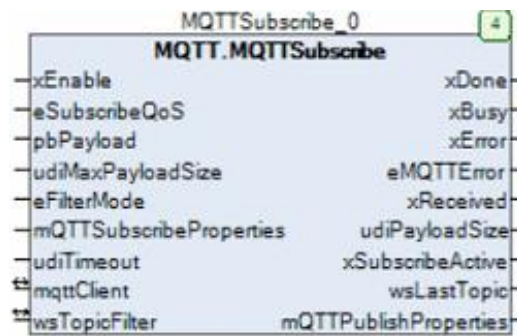 MQTTSubscribe_0 4
MQTT.MQTTSubscribe
xEnable xDone
eSubscribeQoS xBusy
pbPayload xError
udiMaxPayloadSize eMQTTError
eFilterMode xReceived
mQTTSubscribeProperties udiPayloadSize
udiTimeout xSubscribeActive
mqttClient wsLastTopic
wsTopicFilter mQTTPublishProperties